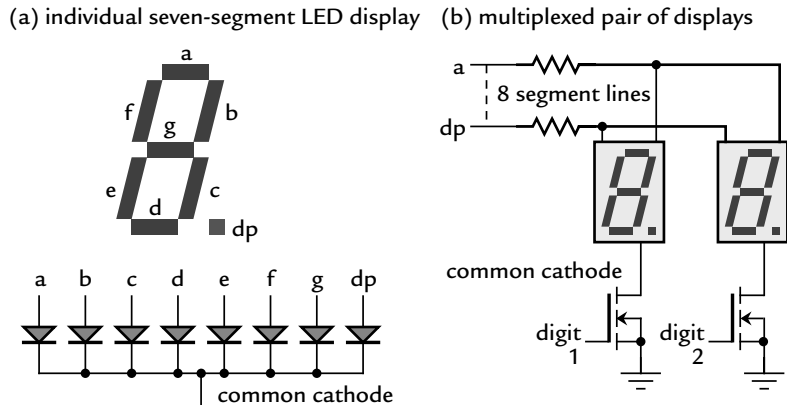 (a) individual seven-segment LED display
a
f
b
g
e
c
d
dp
a b c d e f g dp
common cathode
(b) multiplexed pair of displays
a
8 segment lines
dp
common cathode
digit
1
digit
2